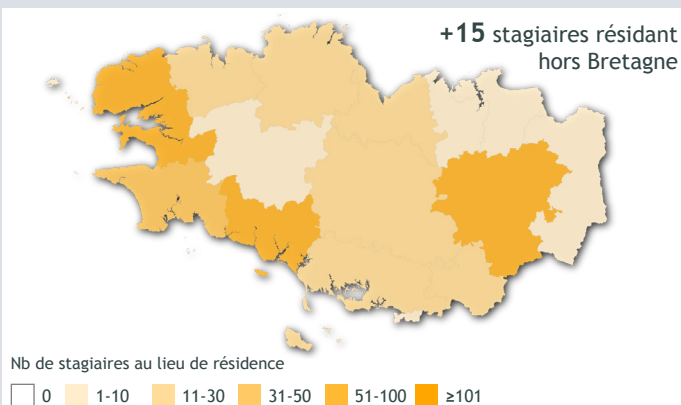 +15 stagiaires résidant
hors Bretagne
Nb de stagiaires au lieu de résidence
0 1-10 11-30 31-50 51-100 ≥101